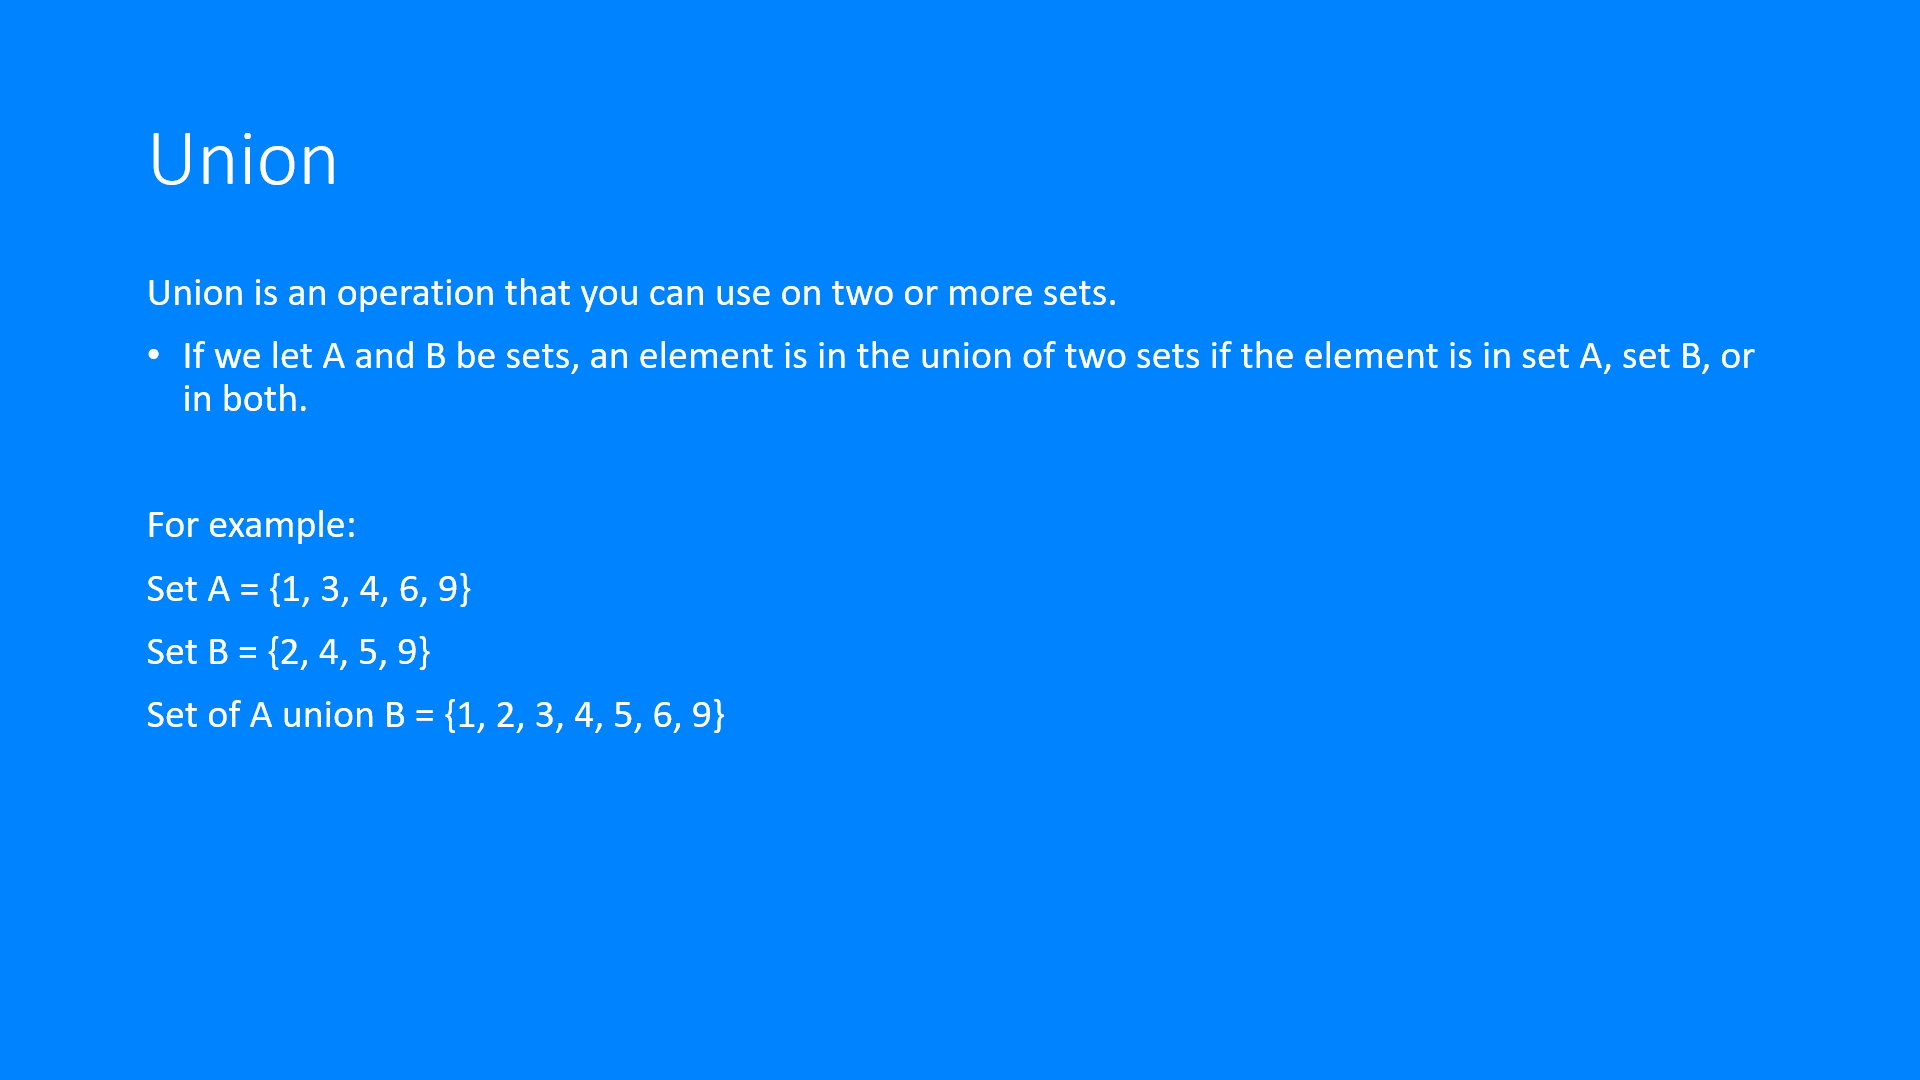 Union
Union is an operation that you can use on two or more sets.
• If we let A and B be sets, an element is in the union of two sets if the element is in set A, set B, or
in both.
For example:
Set A = {1, 3, 4, 6, 9}
Set B = {2, 4, 5, 9}
Set of A union B = {1, 2, 3, 4, 5, 6, 9}